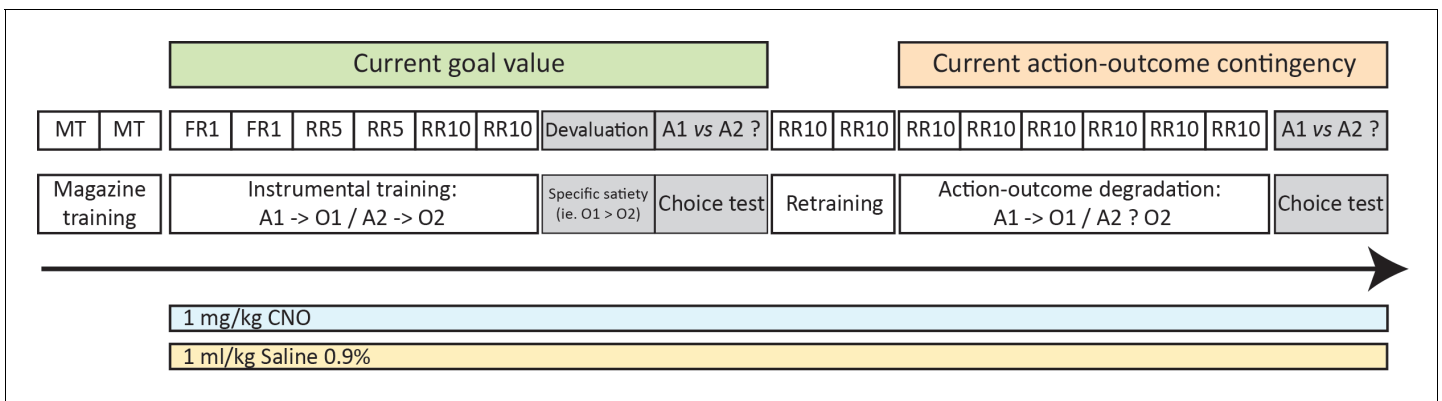 Current goal value
Current action-outcome contingency
MT MT FR1 FR1 RR5 RR5 RR10 RR10 Devaluation A1 vs A2 ? RR10 RR10 RR10 RR10 RR10 RR10 RR10 RR10 A1 vs A2 ?
Magazine
training
Instrumental training:
A1 -> O1 / A2 -> O2
Specific satiety
(ie. O1 > O2)
Choice test
Retraining
Action-outcome degradation:
A1 -> O1 / A2 ? O2
Choice test
1 mg/kg CNO
1 ml/kg Saline 0.9%